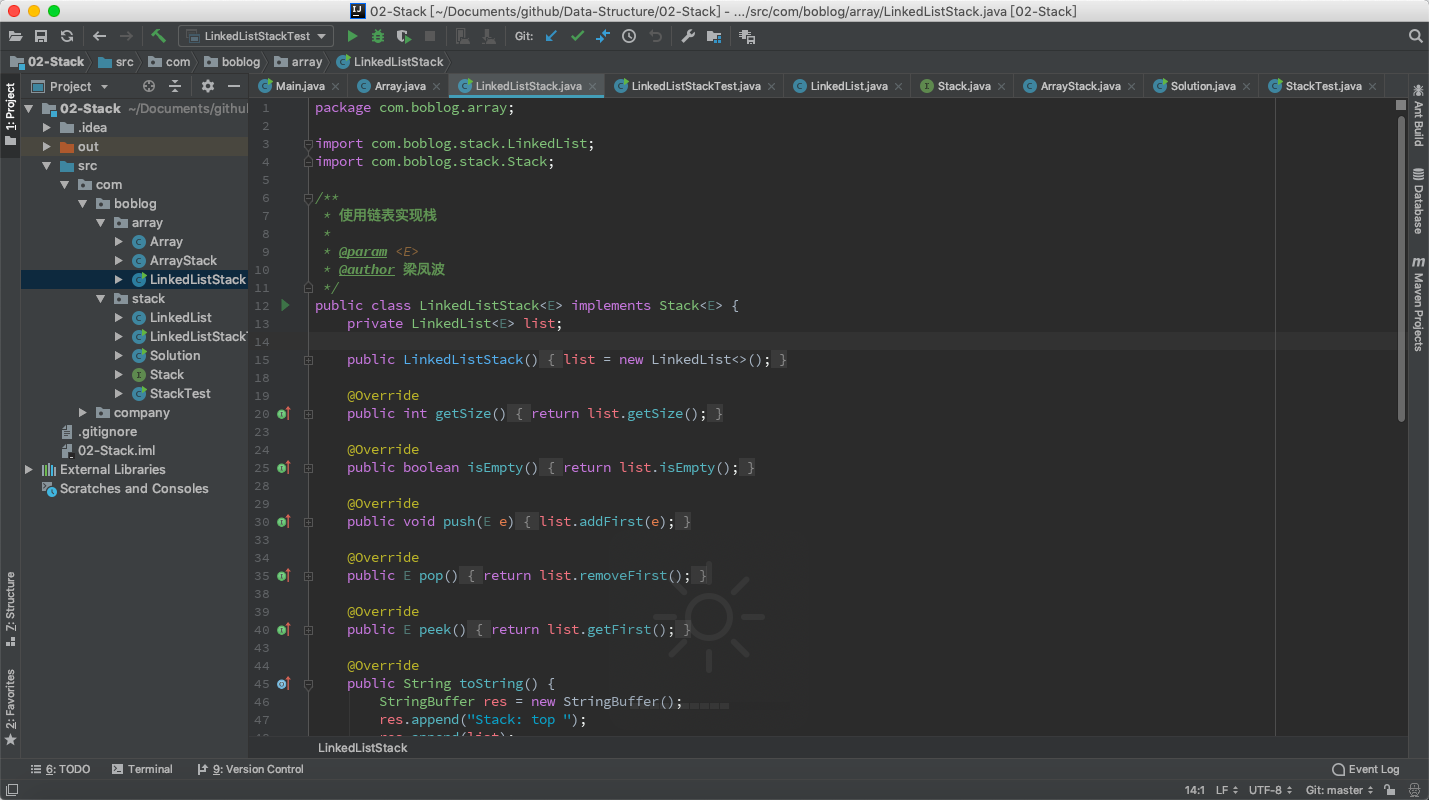 02-Stack [~/Documents/github/Data-Structure/02-Stack] - .../src/com/boblog/array/LinkedListStack.java [02-Stack]
LinkedListStackTest
Git:
02-Stack src com boblog array LinkedListStack
1: Project
Project
Main.java Array.java LinkedListStack.java LinkedListStackTest.java LinkedList.java Stack.java ArrayStack.java Solution.java StackTest.java
02-Stack ~/Documents/githu
.idea
out
src
com
boblog
array
Array
ArrayStack
LinkedListStack
stack
LinkedList
LinkedListStack
Solution
Stack
StackTest
company
.gitignore
02-Stack.iml
External Libraries
Scratches and Consoles
1 package com.boblog.array;
2
3 import com.boblog.stack.LinkedList;
4 import com.boblog.stack.Stack;
5
6 /**
7 * 使用链表实现栈
8 *
9 * @param <E>
10 * @author 梁凤波
11 */
12 public class LinkedListStack<E> implements Stack<E> {
13 private LinkedList<E> list;
14
15 public LinkedListStack() { list = new LinkedList<>(); }
18
19 @Override
20 public int getSize() { return list.getSize(); }
23
24 @Override
25 public boolean isEmpty() { return list.isEmpty(); }
28
29 @Override
30 public void push(E e) { list.addFirst(e); }
33
34 @Override
35 public E pop() { return list.removeFirst(); }
38
39 @Override
40 public E peek() { return list.getFirst(); }
43
44 @Override
45 public String toString() {
46 StringBuffer res = new StringBuffer();
47 res.append("Stack: top ");
48 res.append(list);
LinkedListStack
Ant Build
Database
Maven Projects
7: Structure
2: Favorites
6: TODO Terminal 9: Version Control Event Log
14:1 LF UTF-8 Git: master